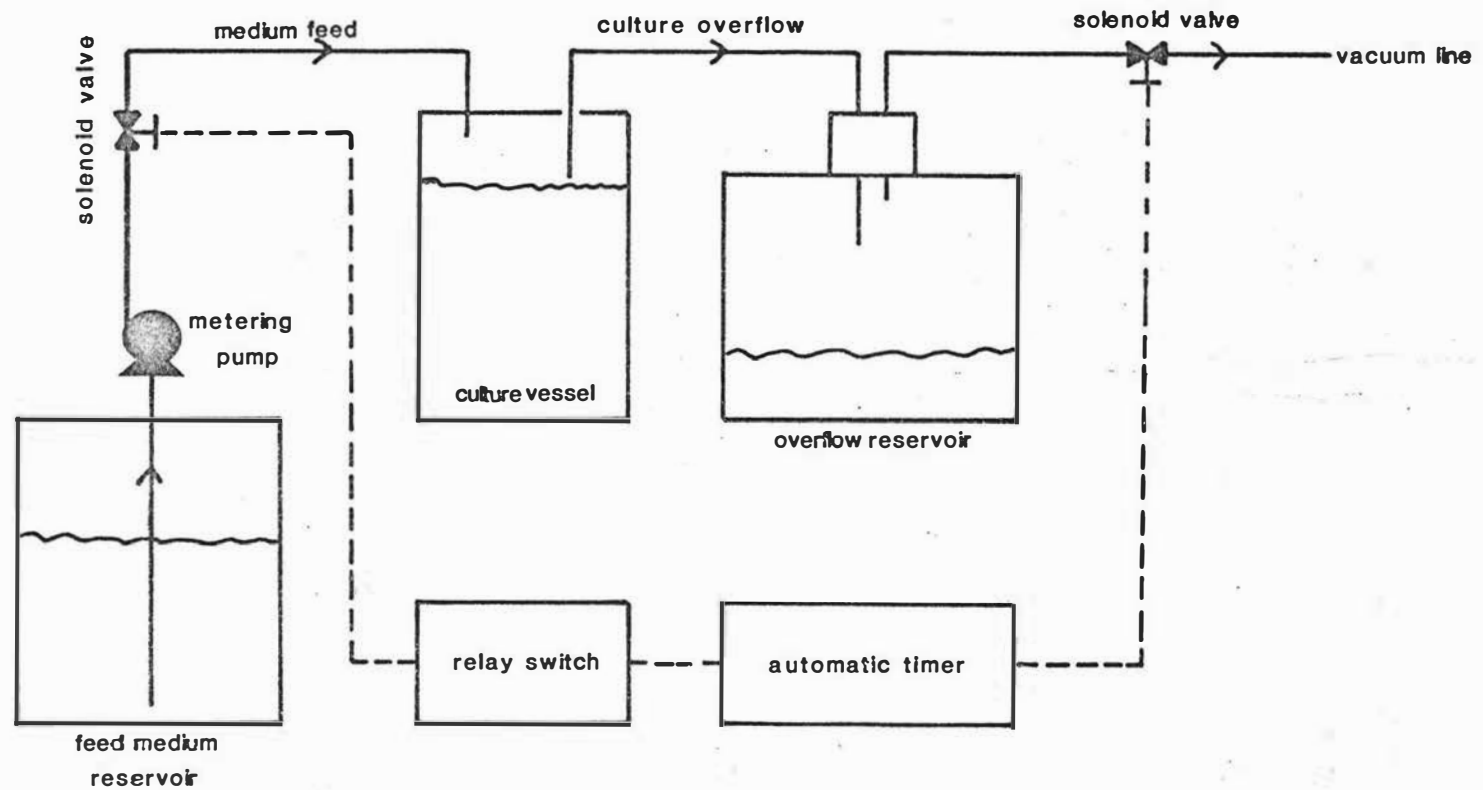 solenoid valve
medium feed
culture overflow
solenoid valve
vacuum line
metering
pump
culture vessel
overflow reservoir
relay switch
automatic timer
feed medium
reservoir